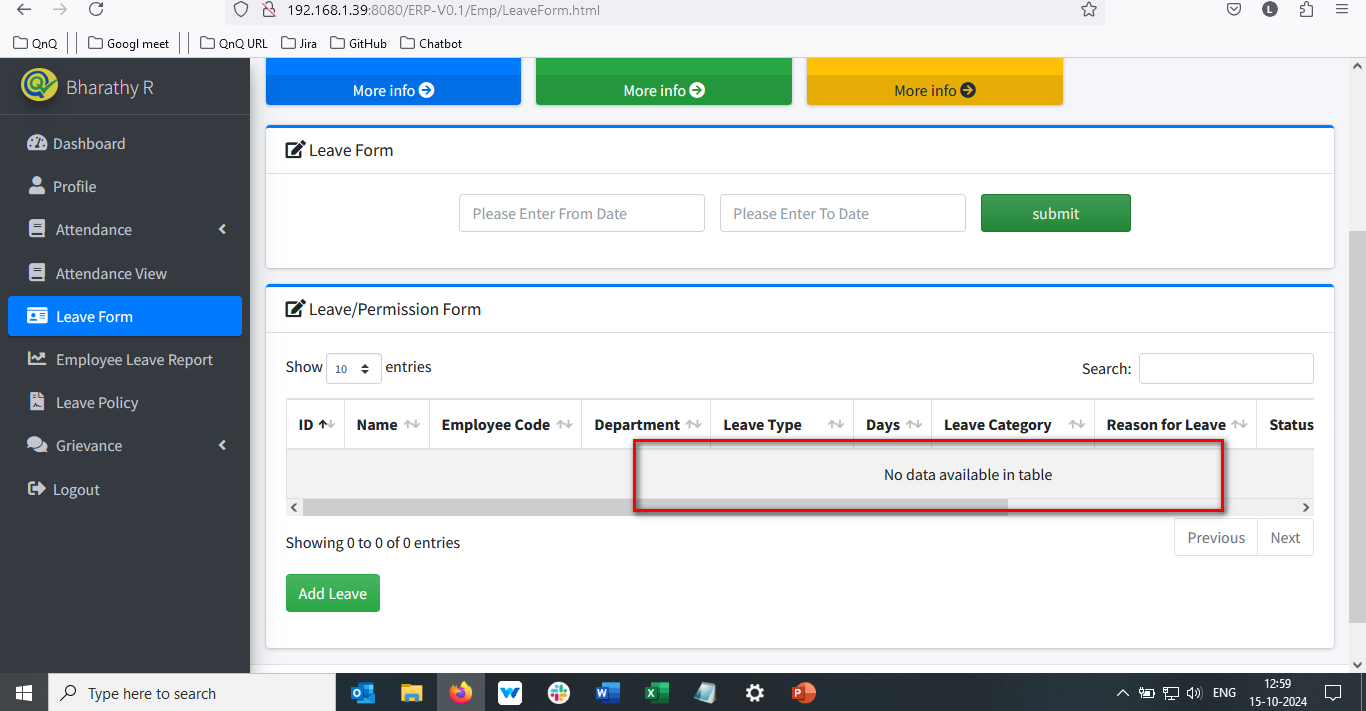 192.168.1.39:8080/ERP-V0.1/Emp/LeaveForm.html
L
QnQ Googl meet QnQ URL Jira GitHub Chatbot
Bharathy R
Dashboard
Profile
Attendance
Attendance View
Leave Form
Employee Leave Report
Leave Policy
Grievance
Logout
More info More info More info
Leave Form
Please Enter From Date Please Enter To Date submit
Leave/Permission Form
Show 10 entries Search:
ID Name Employee Code Department Leave Type Days Leave Category Reason for Leave Status
No data available in table
Showing 0 to 0 of 0 entries Previous Next
Add Leave
Type here to search
ENG 12:59
15-10-2024